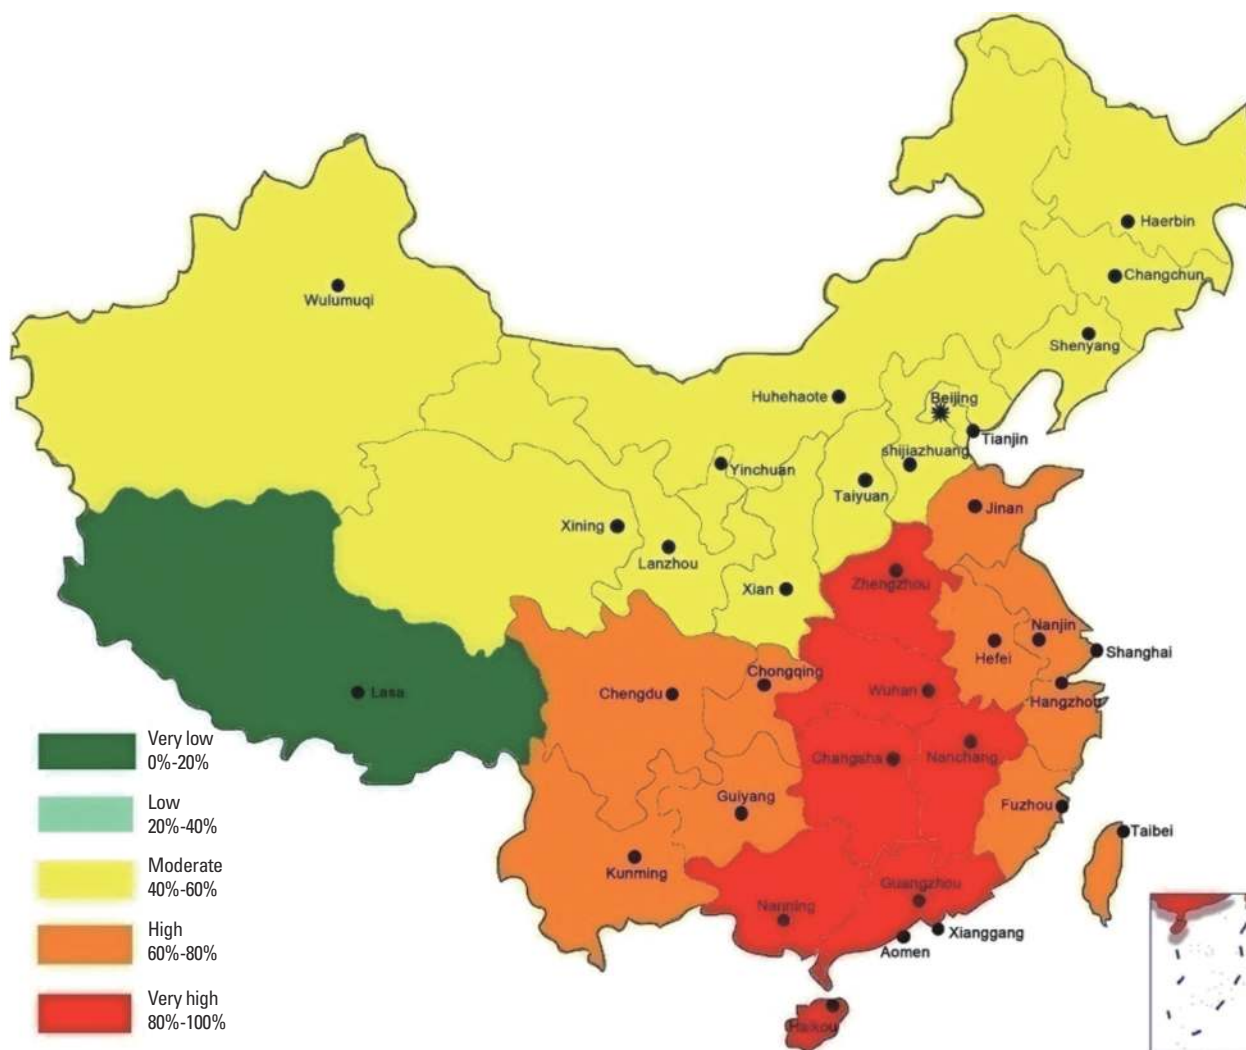 Haerbin
Changchun
Wulumuqi
Shenyang
Huhehaote
Beijing
Tianjin
shijiazhuang
Yinchuan
Taiyuan
Jinan
Xining
Lanzhou
Zhengzhou
Xian
Nanjin
Shanghai
Hefei
Chongqing
Lasa
Chengdu
Wuhan
Hangzhou
Very low
0%-20%
Changsha
Nanchang
Low
20%-40%
Guiyang
Fuzhou
Taibei
Moderate
40%-60%
Kunming
Guangzhou
Nanning
High
60%-80%
Xianggang
Aomen
Very high
80%-100%
Haikou